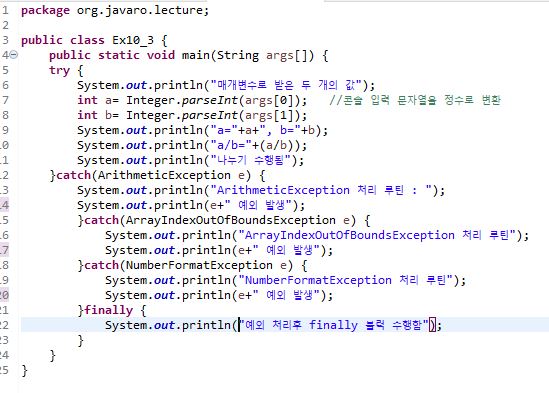 1 package org.javaro.lecture;
2
3 public class Ex10_3 {
4 public static void main(String args[]) {
5 try {
6 System.out.println("매개변수로 받은 두 개의 값");
7 int a= Integer.parseInt(args[0]); //콘솔 입력 문자열을 정수로 변환
8 int b= Integer.parseInt(args[1]);
9 System.out.println("a="+a+", b="+b);
10 System.out.println("a/b="+(a/b));
11 System.out.println("나누기 수행됨");
12 }catch(ArithmeticException e) {
13 System.out.println("ArithmeticException 처리 루틴 : ");
14 System.out.println(e+" 예외 발생");
15 }catch(ArrayIndexOutOfBoundsException e) {
16 System.out.println("ArrayIndexOutOfBoundsException 처리 루틴");
17 System.out.println(e+" 예외 발생");
18 }catch(NumberFormatException e) {
19 System.out.println("NumberFormatException 처리 루틴");
20 System.out.println(e+" 예외 발생");
21 }finally {
22 System.out.println("예외 처리후 finally 블럭 수행함");
23 }
24 }
25 }